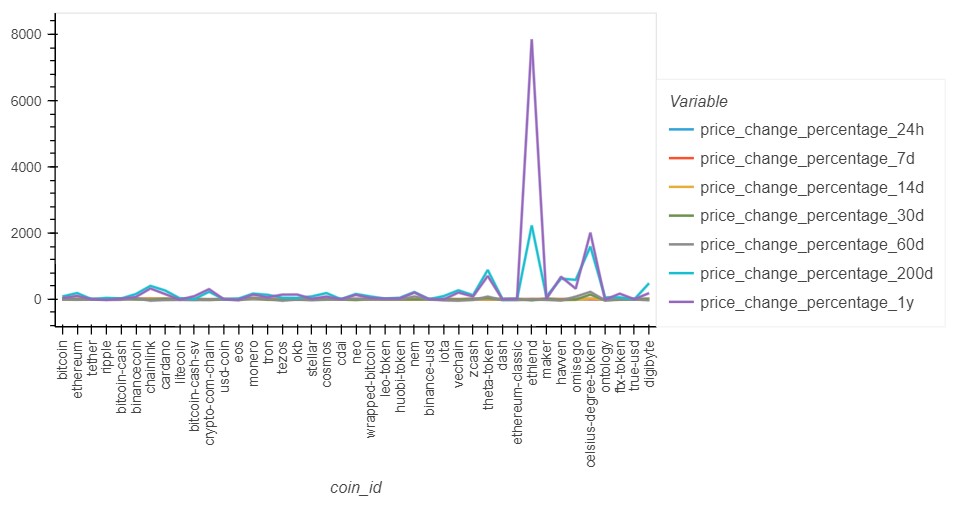 8000
6000
4000
2000
0
bitcoin
ethereum
tether
ripple
bitcoin-cash
binancecoin
chainlink
cardano
litecoin
bitcoin-cash-sv
crypto-com-chain
usd-coin
eos
monero
tron
tezos
okb
stellar
cosmos
cdai
neo
wrapped-bitcoin
leo-token
huobi-token
nem
binance-usd
iota
vechain
zcash
theta-token
dash
ethereum-classic
ethlend
maker
haven
omisego
celsius-degree-token
ontology
ftx-token
true-usd
digibyte
coin_id
Variable
price_change_percentage_24h
price_change_percentage_7d
price_change_percentage_14d
price_change_percentage_30d
price_change_percentage_60d
price_change_percentage_200d
price_change_percentage_1y